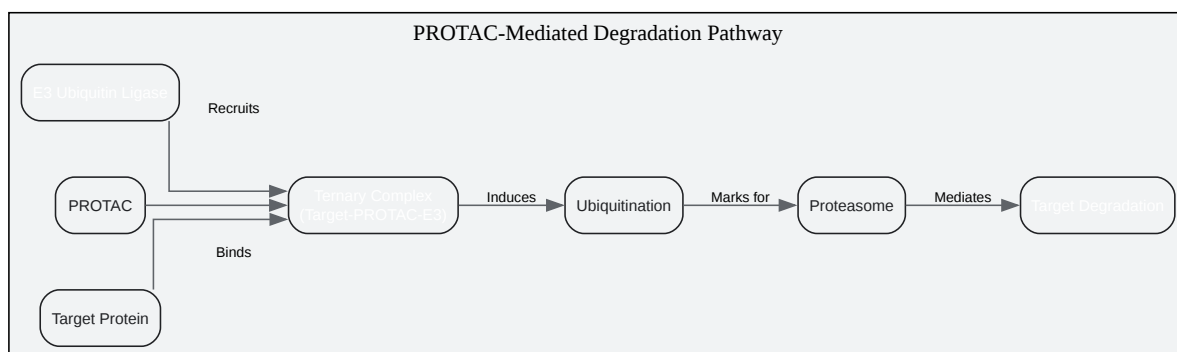 PROTAC-Mediated Degradation Pathway
E3 Ubiquitin Ligase
Recruits
PROTAC
Ternary Complex
(Target-PROTAC-E3)
Induces
Ubiquitination
Marks for
Proteasome
Mediates
Target Degradation
Binds
Target Protein